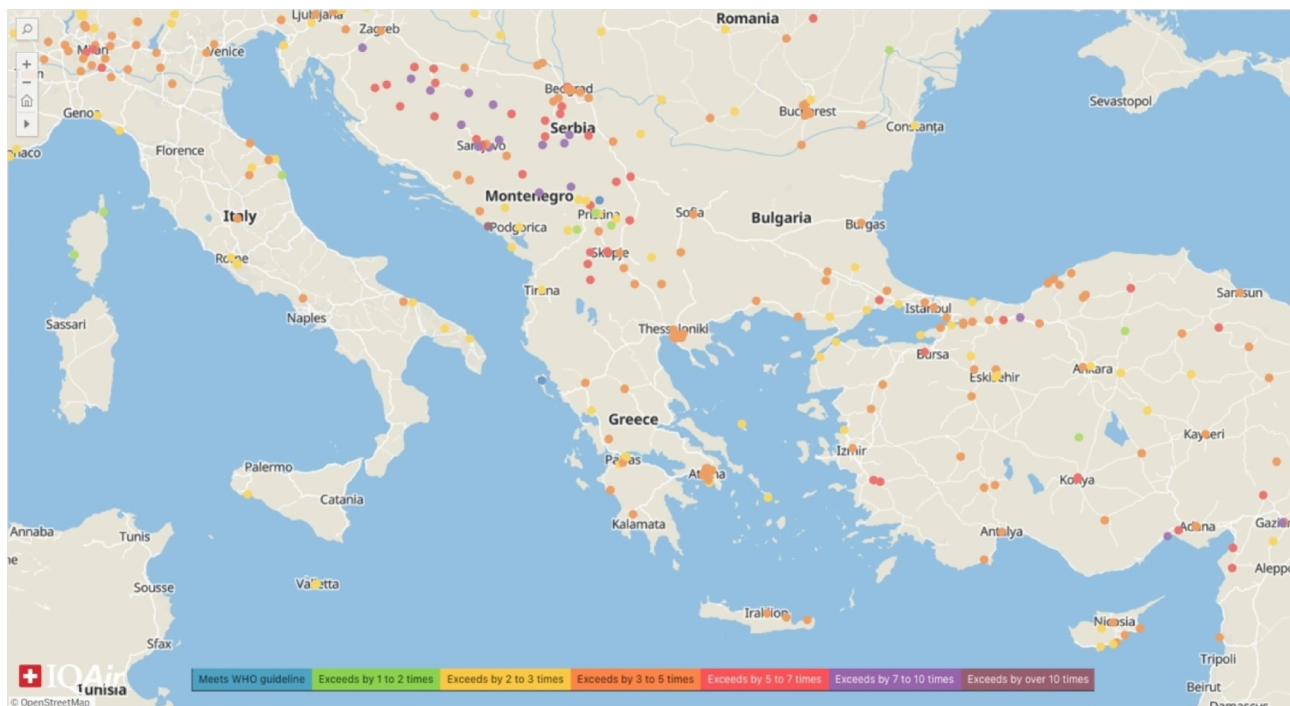 Romania
Ljubljana
Zagreb
Milan
Venice
Sevastopol
Beograd
Genoa
Bucharest
Constanța
Serbia
Florence
Sarajevo
Montenegro
Italy
Pristina
Sofia
Bulgaria
Podgorica
Burgas
Skopje
Rome
Tirana
Samsun
Istanbul
Naples
Sassari
Thessaloniki
Bursa
Ankara
Eskişehir
Greece
Kayseri
Izmir
Patras
Palermo
Athina
Konya
Catania
Kalamata
Adana
Annaba
Tunis
Antalya
Aleppo
Valletta
Sousse
Iraklion
Nicosia
Sfax
Tripoli
IQAir
Meets WHO guideline
Exceeds by 1 to 2 times
Exceeds by 2 to 3 times
Exceeds by 3 to 5 times
Exceeds by 5 to 7 times
Exceeds by 7 to 10 times
Exceeds by over 10 times
Tunisia
Beirut
© OpenStreetMap
Damascus